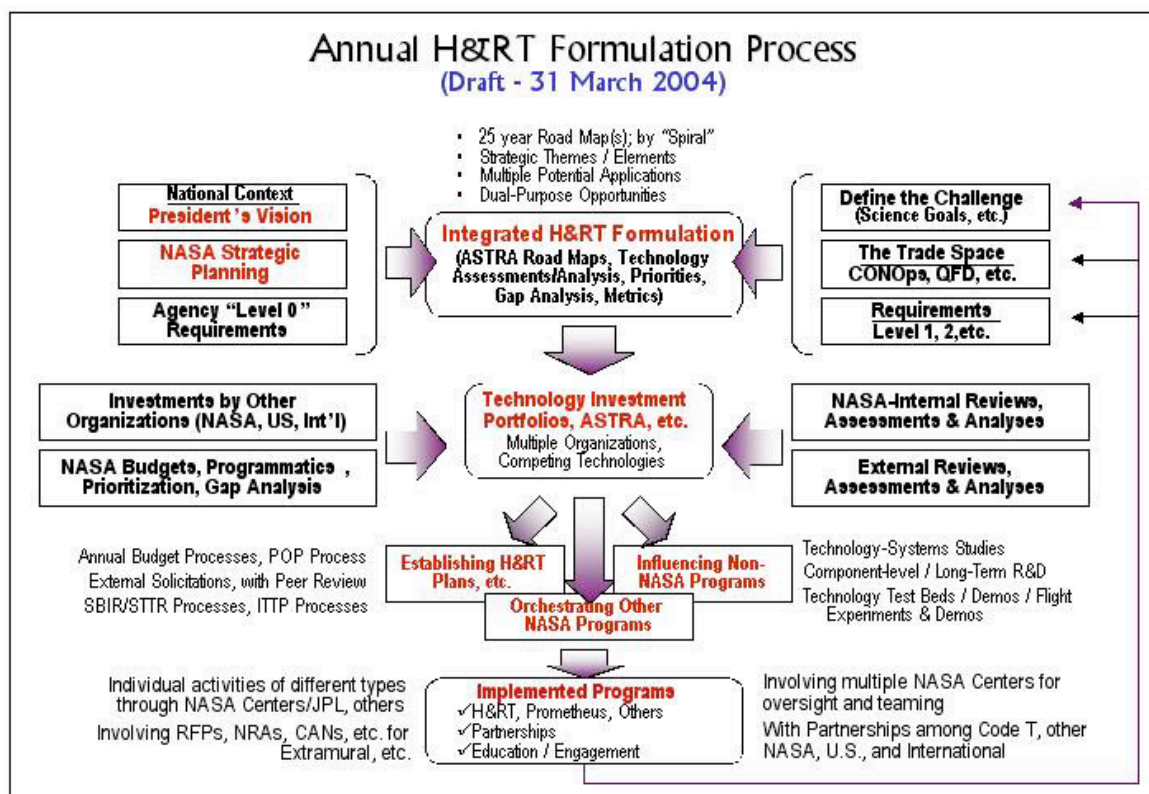 Annual H&RT Formulation Process
(Draft - 31 March 2004)
• 25 year Road Map(s); by “Spiral”
• Strategic Themes / Elements
• Multiple Potential Applications
• Dual-Purpose Opportunities
National Context
President’s Vision
NASA Strategic
Planning
Agency “Level 0”
Requirements
Integrated H&RT Formulation
(ASTRA Road Maps, Technology
Assessments/Analysis, Priorities,
Gap Analysis, Metrics)
Define the Challenge
(Science Goals, etc.)
The Trade Space
CONOps, QFD, etc.
Requirements
Level 1, 2,etc.
Investments by Other
Organizations (NASA, US, Int’l)
NASA Budgets, Programmatics ,
Prioritization, Gap Analysis
Technology Investment
Portfolios, ASTRA, etc.
Multiple Organizations,
Competing Technologies
NASA-Internal Reviews,
Assessments & Analyses
External Reviews,
Assessments & Analyses
Annual Budget Processes, POP Process
External Solicitations, with Peer Review
SBIR/STTR Processes, ITTP Processes
Establishing H&RT
Plans, etc.
Influencing Non-
NASA Programs
Orchestrating Other
NASA Programs
Technology-Systems Studies
Component-level / Long-Term R&D
Technology Test Beds / Demos / Flight
Experiments & Demos
Individual activities of different types
through NASA Centers/JPL, others
Involving RFPs, NRAs, CANs, etc. for
Extramural, etc.
Implemented Programs
✓H&RT, Prometheus, Others
✓Partnerships
✓Education / Engagement
Involving multiple NASA Centers for
oversight and teaming
With Partnerships among Code T, other
NASA, U.S., and International